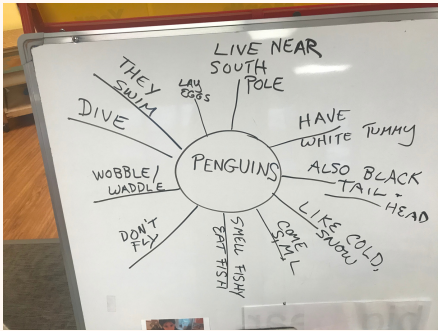 LIVE NEAR
SOUTH
POLE
LAY
EGGS
THEY
SWIM
DIVE
HAVE
WHITE TUMMY
PENGUINS
ALSO BLACK
TAIL +
HEAD
WOBBLE/
WADDLE
LIKE COLD,
SNOW
DON'T
FLY
COME
S, M, L
SMELL FISHY
EAT FISH